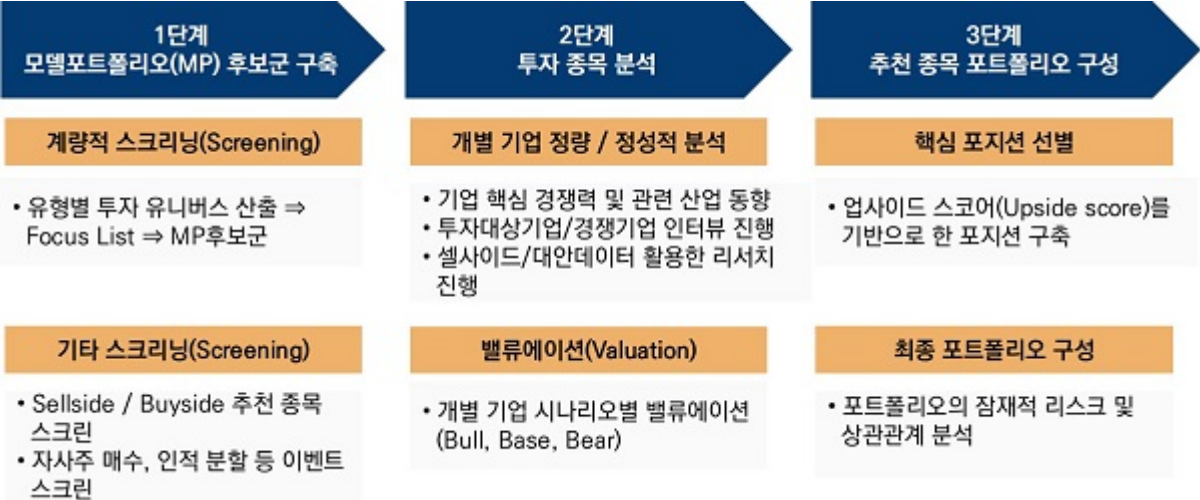 1단계
모델포트폴리오(MP) 후보군 구축
계량적 스크리닝(Screening)
• 유형별 투자 유니버스 산출 ⇒
Focus List ⇒ MP후보군
기타 스크리닝(Screening)
• Sellside / Buyside 추천 종목
스크린
• 자사주 매수, 인적 분할 등 이벤트
스크린
2단계
투자 종목 분석
개별 기업 정량 / 정성적 분석
• 기업 핵심 경쟁력 및 관련 산업 동향
• 투자대상기업/경쟁기업 인터뷰 진행
• 셀사이드/대안데이터 활용한 리서치
진행
밸류에이션(Valuation)
• 개별 기업 시나리오별 밸류에이션
(Bull, Base, Bear)
3단계
추천 종목 포트폴리오 구성
핵심 포지션 선별
• 업사이드 스코어(Upside score)를
기반으로 한 포지션 구축
최종 포트폴리오 구성
• 포트폴리오의 잠재적 리스크 및
상관관계 분석